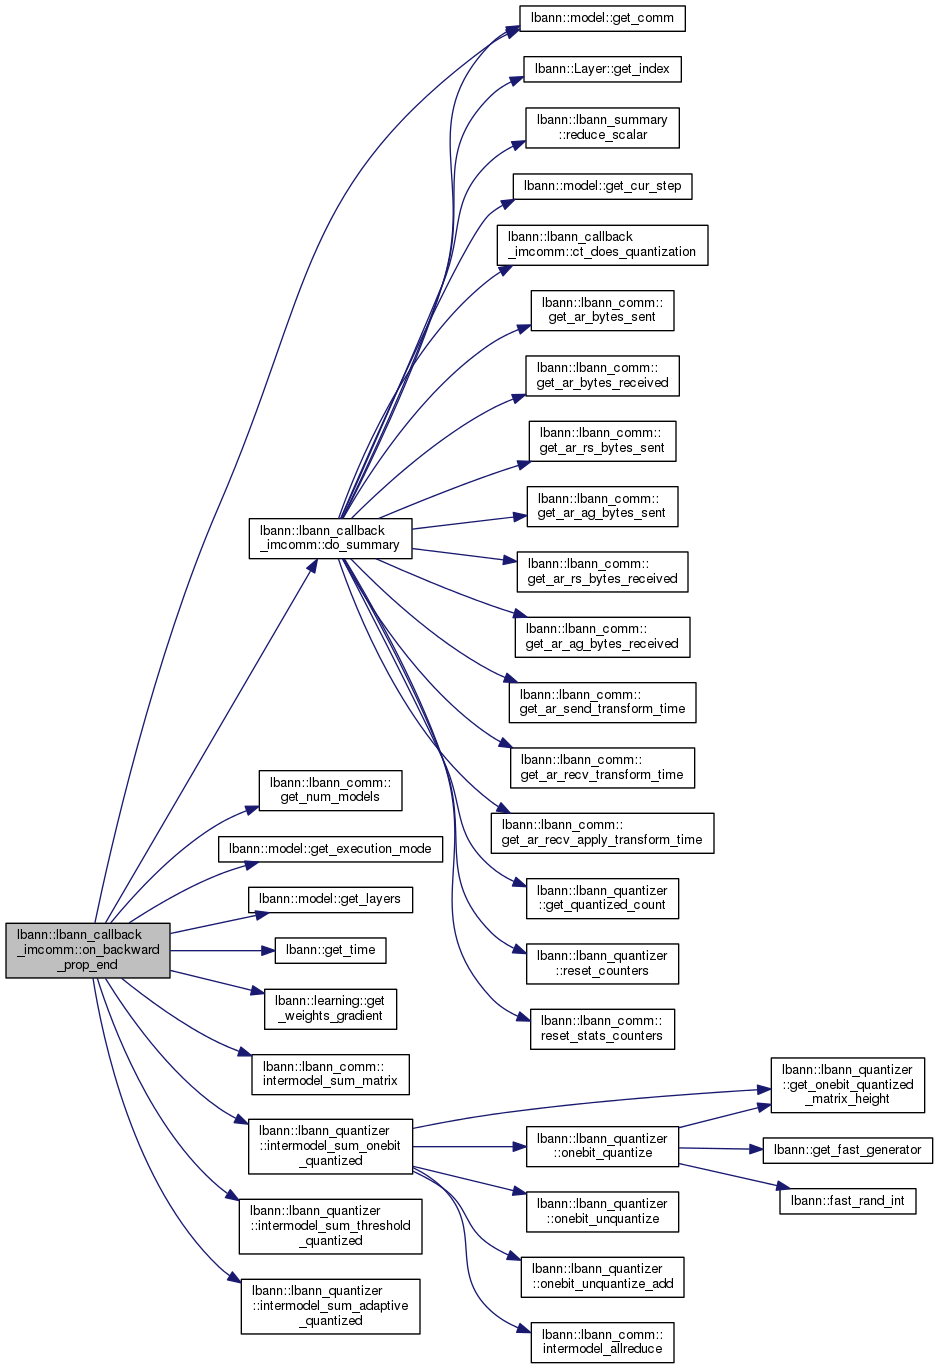 lbann::model::get_comm
lbann::Layer::get_index
lbann::lbann_summary
::reduce_scalar
lbann::model::get_cur_step
lbann::lbann_callback
_imcomm::ct_does_quantization
lbann::lbann_comm::
get_ar_bytes_sent
lbann::lbann_comm::
get_ar_bytes_received
lbann::lbann_comm::
get_ar_rs_bytes_sent
lbann::lbann_comm::
get_ar_ag_bytes_sent
lbann::lbann_callback
_imcomm::do_summary
lbann::lbann_comm::
get_ar_rs_bytes_received
lbann::lbann_comm::
get_ar_ag_bytes_received
lbann::lbann_comm::
get_ar_send_transform_time
lbann::lbann_comm::
get_ar_recv_transform_time
lbann::lbann_comm::
get_num_models
lbann::lbann_comm::
get_ar_recv_apply_transform_time
lbann::model::get_execution_mode
lbann::lbann_quantizer
::get_quantized_count
lbann::model::get_layers
lbann::lbann_callback
_imcomm::on_backward
_prop_end
lbann::get_time
lbann::lbann_quantizer
::reset_counters
lbann::learning::get
_weights_gradient
lbann::lbann_comm::
reset_stats_counters
lbann::lbann_comm::
intermodel_sum_matrix
lbann::lbann_quantizer
::get_onebit_quantized
_matrix_height
lbann::lbann_quantizer
::intermodel_sum_onebit
_quantized
lbann::lbann_quantizer
::onebit_quantize
lbann::get_fast_generator
lbann::fast_rand_int
lbann::lbann_quantizer
::onebit_unquantize
lbann::lbann_quantizer
::intermodel_sum_threshold
_quantized
lbann::lbann_quantizer
::onebit_unquantize_add
lbann::lbann_quantizer
::intermodel_sum_adaptive
_quantized
lbann::lbann_comm::
intermodel_allreduce